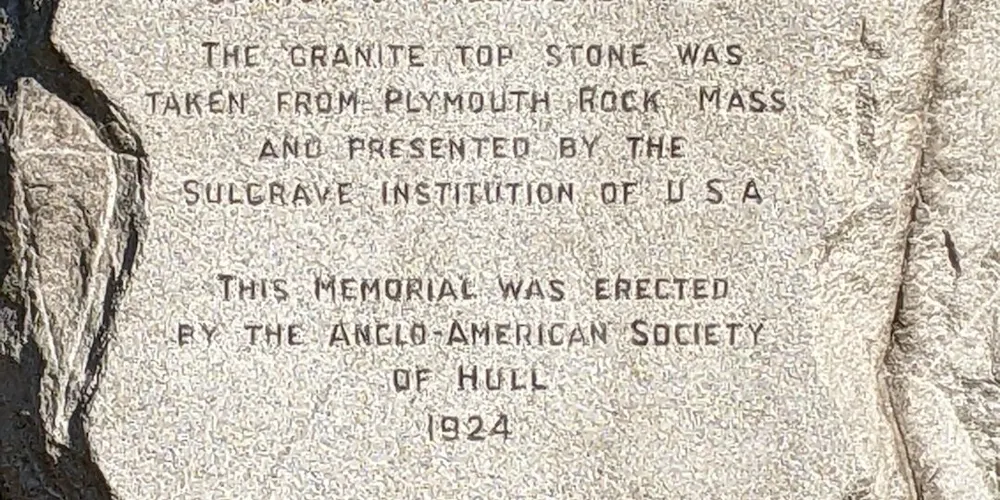 THE GRANITE TOP STONE WAS
TAKEN FROM PLYMOUTH ROCK MASS
AND PRESENTED BY THE
SULGRAVE INSTITUTION OF U S A
THIS MEMORIAL WAS ERECTED
BY THE ANGLO-AMERICAN SOCIETY
OF HULL
1924